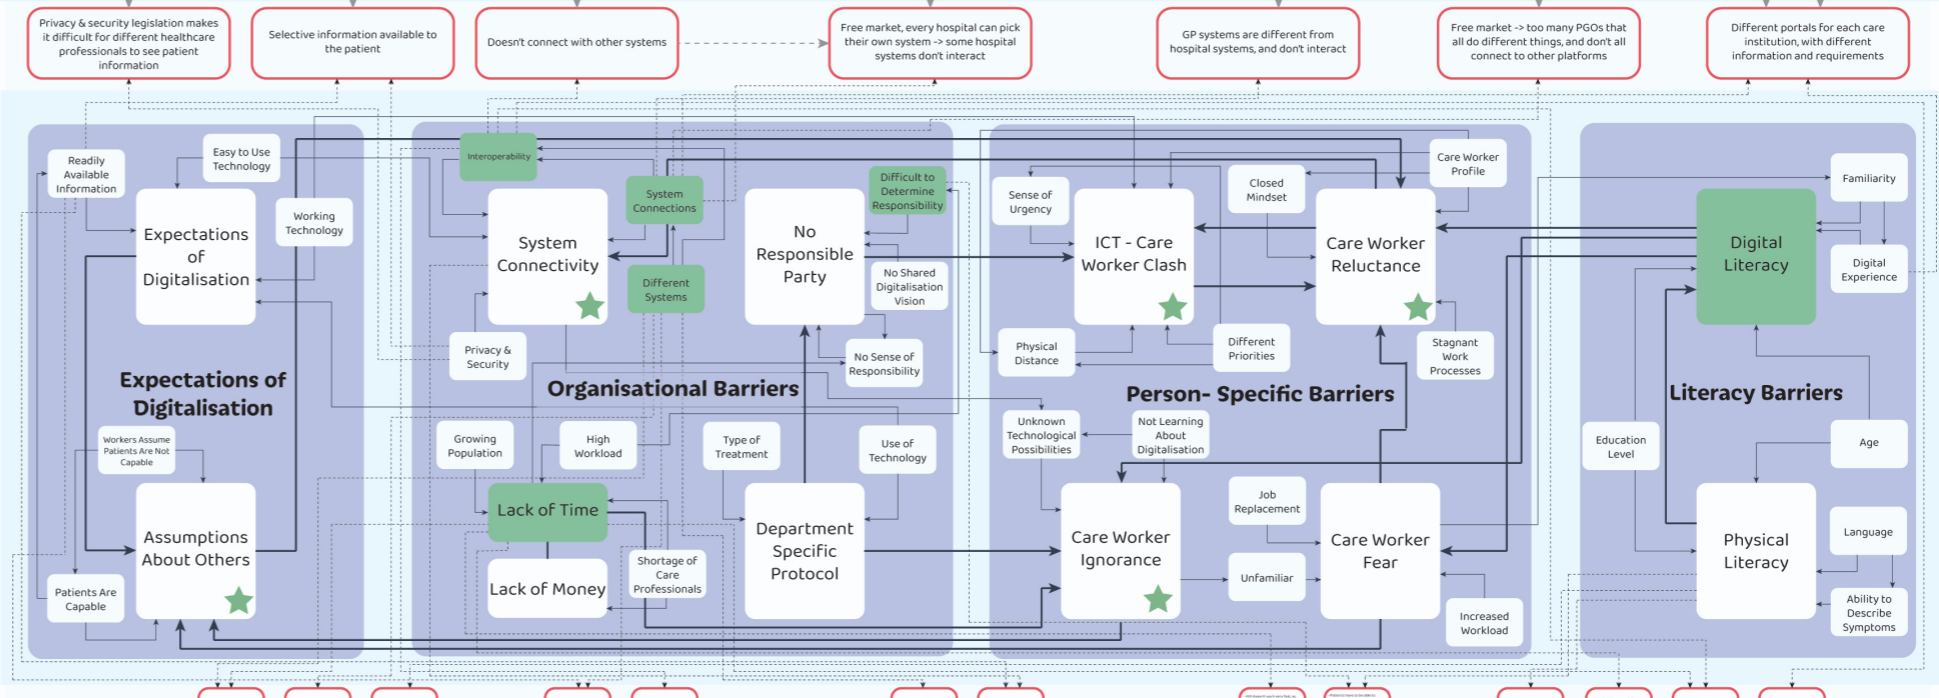 Privacy & security legislation makes
it difficult for different healthcare
professionals to see patient
information
Selective information available to
the patient
Doesn't connect with other systems
Free market, every hospital can pick
their own system -> some hospital
systems don't interact
GP systems are different from
hospital systems, and don't interact
Free market -> too many PGOs that
all do different things, and don't all
connect to other platforms
Different portals for each care
institution, with different
information and requirements
Readily
Available
Information
Easy to Use
Technology
Working
Technology
Expectations
of
Digitalisation
Expectations of
Digitalisation
Workers Assume
Patients Are Not
Capable
Assumptions
About Others
Patients Are
Capable
Interoperability
System
Connections
Difficult to
Determine
Responsibility
System
Connectivity
Different
Systems
No
Responsible
Party
No Shared
Digitalisation
Vision
Privacy &
Security
No Sense of
Responsibility
Organisational Barriers
Growing
Population
High
Workload
Type of
Treatment
Use of
Technology
Lack of Time
Lack of Money
Shortage of
Care
Professionals
Department
Specific
Protocol
Care Worker
Profile
Sense of
Urgency
Closed
Mindset
ICT - Care
Worker Clash
Care Worker
Reluctance
Physical
Distance
Different
Priorities
Stagnant
Work
Processes
Person- Specific Barriers
Unknown
Technological
Possibilities
Not Learning
About
Digitalisation
Job
Replacement
Care Worker
Ignorance
Unfamiliar
Care Worker
Fear
Increased
Workload
Familiarity
Digital
Literacy
Digital
Experience
Literacy Barriers
Education
Level
Age
Physical
Literacy
Language
Ability to
Describe
Symptoms